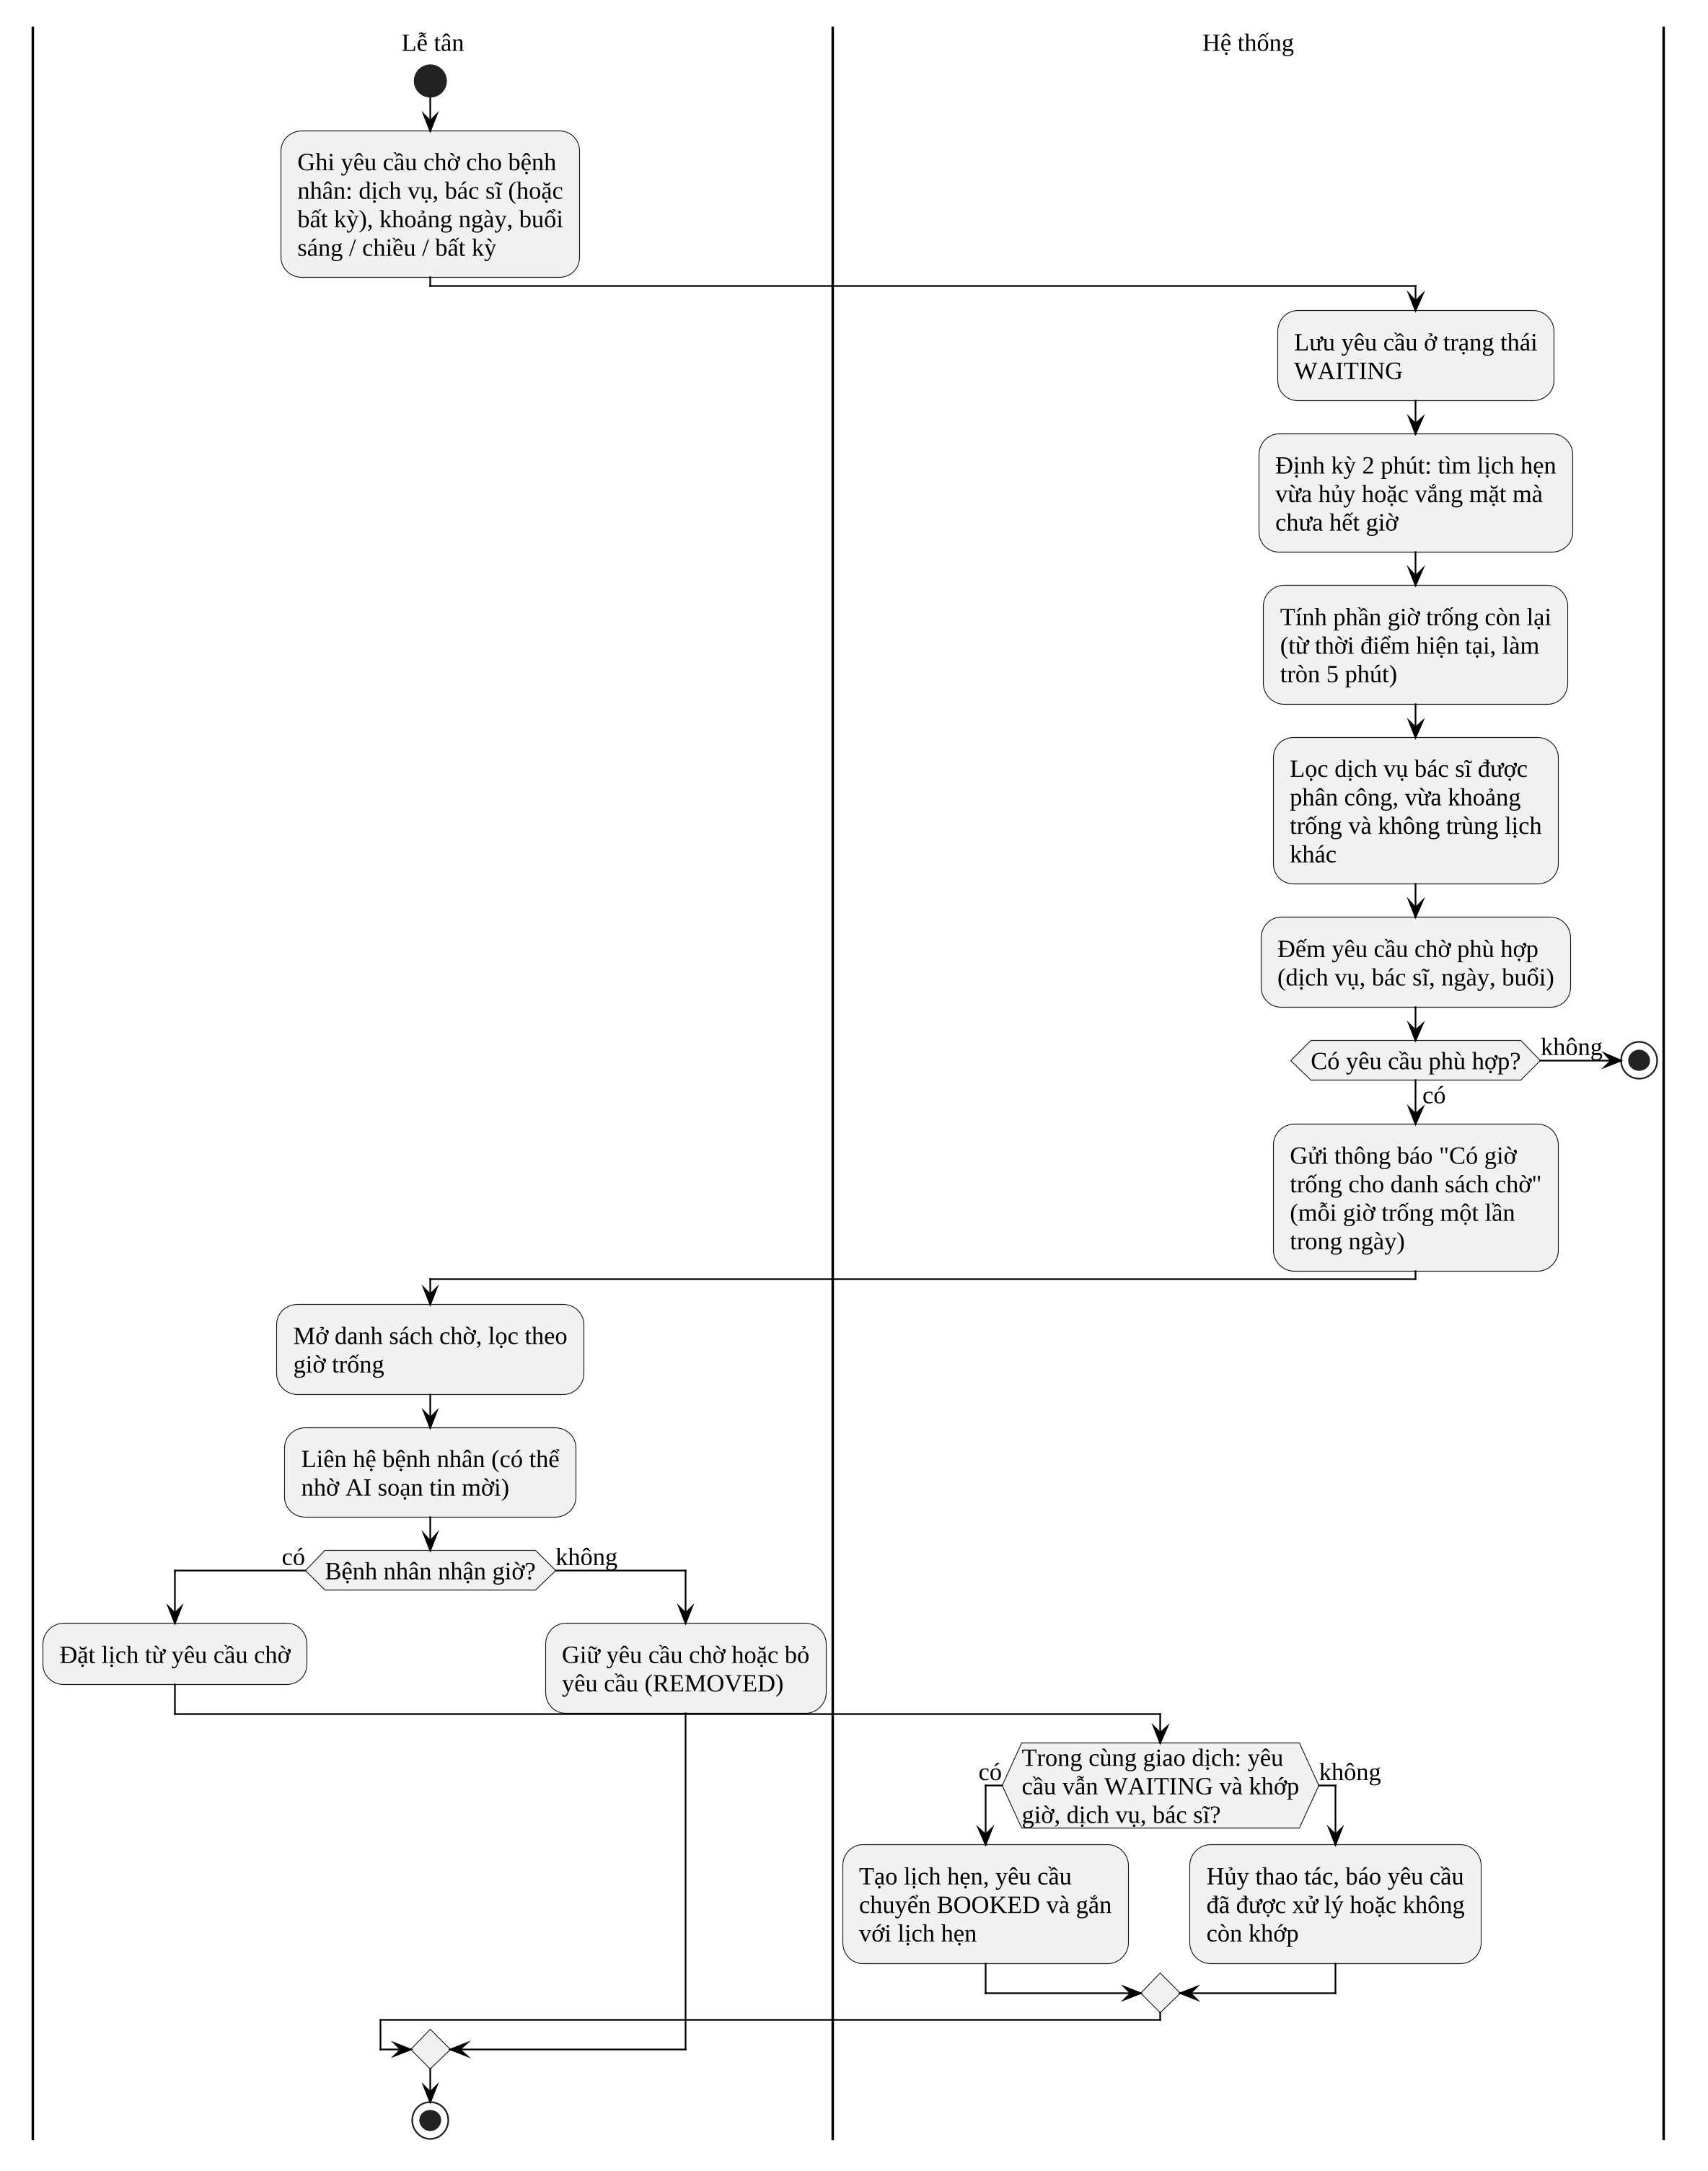 Lễ tân
Hệ thống
Ghi yêu cầu chờ cho bệnh
nhân: dịch vụ, bác sĩ (hoặc
bất kỳ), khoảng ngày, buổi
sáng / chiều / bất kỳ
Lưu yêu cầu ở trạng thái
WAITING
Định kỳ 2 phút: tìm lịch hẹn
vừa hủy hoặc vắng mặt mà
chưa hết giờ
Tính phần giờ trống còn lại
(từ thời điểm hiện tại, làm
tròn 5 phút)
Lọc dịch vụ bác sĩ được
phân công, vừa khoảng
trống và không trùng lịch
khác
Đếm yêu cầu chờ phù hợp
(dịch vụ, bác sĩ, ngày, buổi)
Có yêu cầu phù hợp?
không
có
Gửi thông báo "Có giờ
trống cho danh sách chờ"
(mỗi giờ trống một lần
trong ngày)
Mở danh sách chờ, lọc theo
giờ trống
Liên hệ bệnh nhân (có thể
nhờ AI soạn tin mời)
có
Bệnh nhân nhận giờ?
không
Đặt lịch từ yêu cầu chờ
Giữ yêu cầu chờ hoặc bỏ
yêu cầu (REMOVED)
có
Trong cùng giao dịch: yêu
cầu vẫn WAITING và khớp
giờ, dịch vụ, bác sĩ?
không
Tạo lịch hẹn, yêu cầu
chuyển BOOKED và gắn
với lịch hẹn
Hủy thao tác, báo yêu cầu
đã được xử lý hoặc không
còn khớp